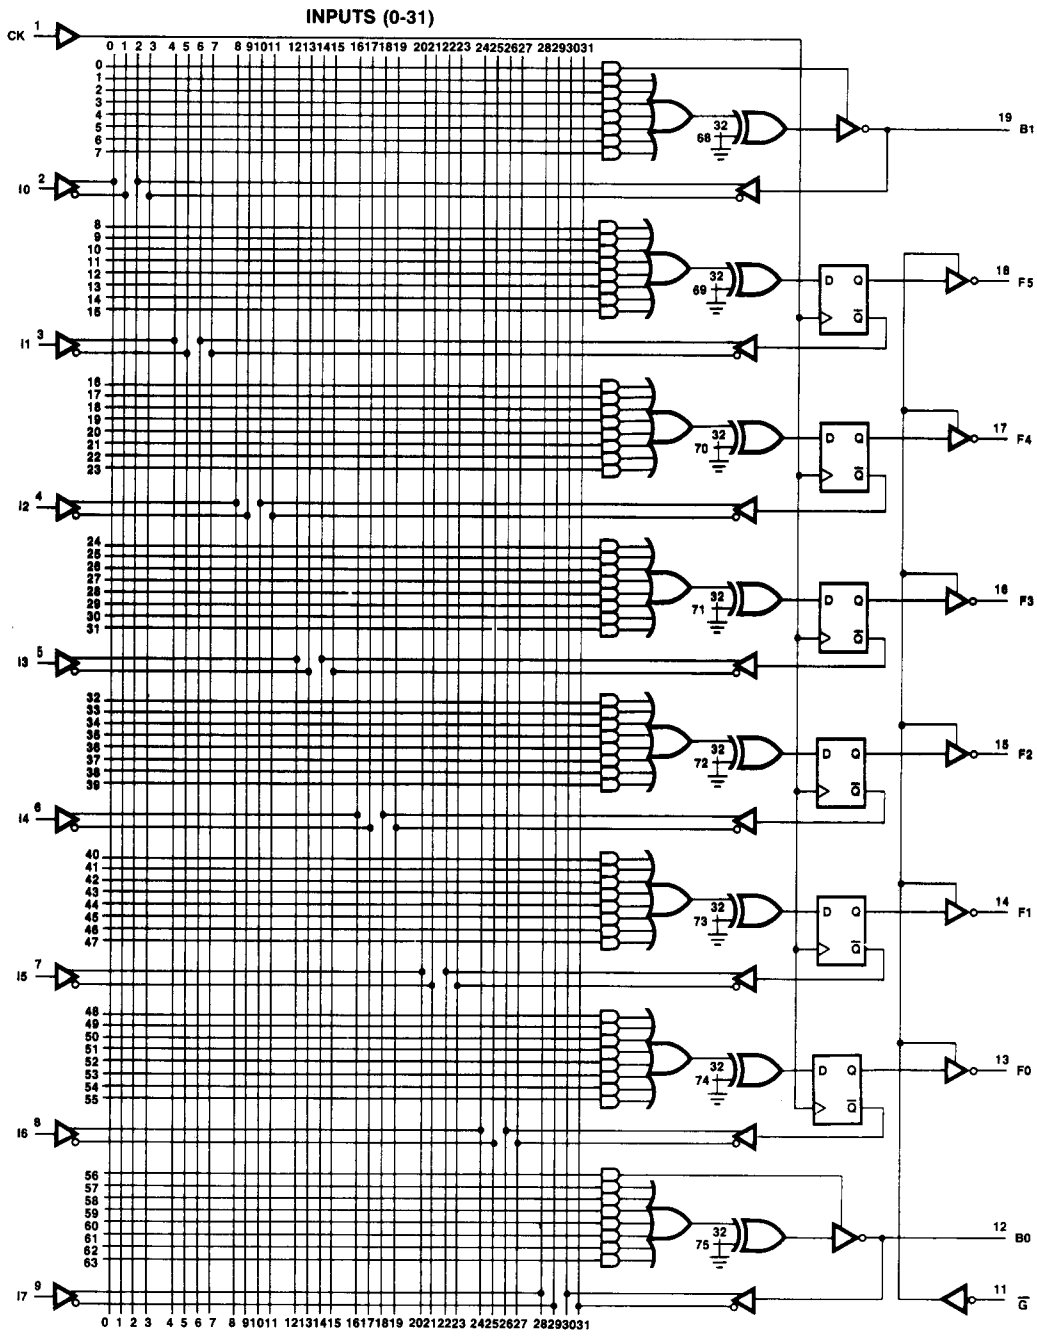 INPUTS (0-31)
CK 1
0 1 2 3 4 5 6 7 8 9 10 11 12 13 14 15 16 17 18 19 20 21 22 23 24 25 26 27 28 29 30 31
0
1
2
3
4
5
6
7
32
68
19 B1
I0 2
8
9
10
11
12
13
14
15
32
69
D Q
Q̅
18 F5
I1 3
16
17
18
19
20
21
22
23
32
70
D Q
Q̅
17 F4
I2 4
24
25
26
27
28
29
30
31
32
71
D Q
Q̅
16 F3
I3 5
32
33
34
35
36
37
38
39
32
72
D Q
Q̅
15 F2
I4 6
40
41
42
43
44
45
46
47
32
73
D Q
Q̅
14 F1
I5 7
48
49
50
51
52
53
54
55
32
74
D Q
Q̅
13 F0
I6 8
56
57
58
59
60
61
62
63
32
75
12 B0
I7 9
11 G̅
0 1 2 3 4 5 6 7 8 9 10 11 12 13 14 15 16 17 18 19 20 21 22 23 24 25 26 27 28 29 30 31